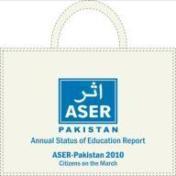 اثر
ASER
PAKISTAN
Annual Status of Education Report
ASER-Pakistan 2010
Citizens on the March